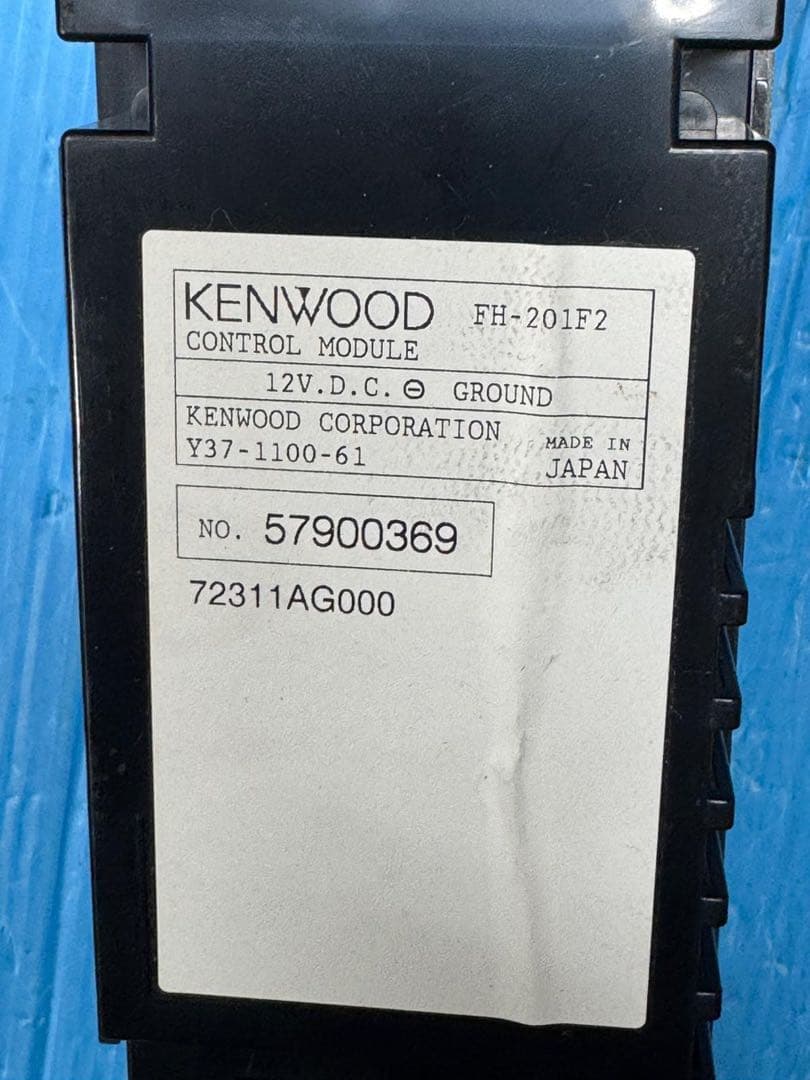 KENWOOD FH-201F2
CONTROL MODULE
12V.D.C. ⊖ GROUND
KENWOOD CORPORATION
Y37-1100-61
MADE IN
JAPAN
NO. 57900369
72311AG000